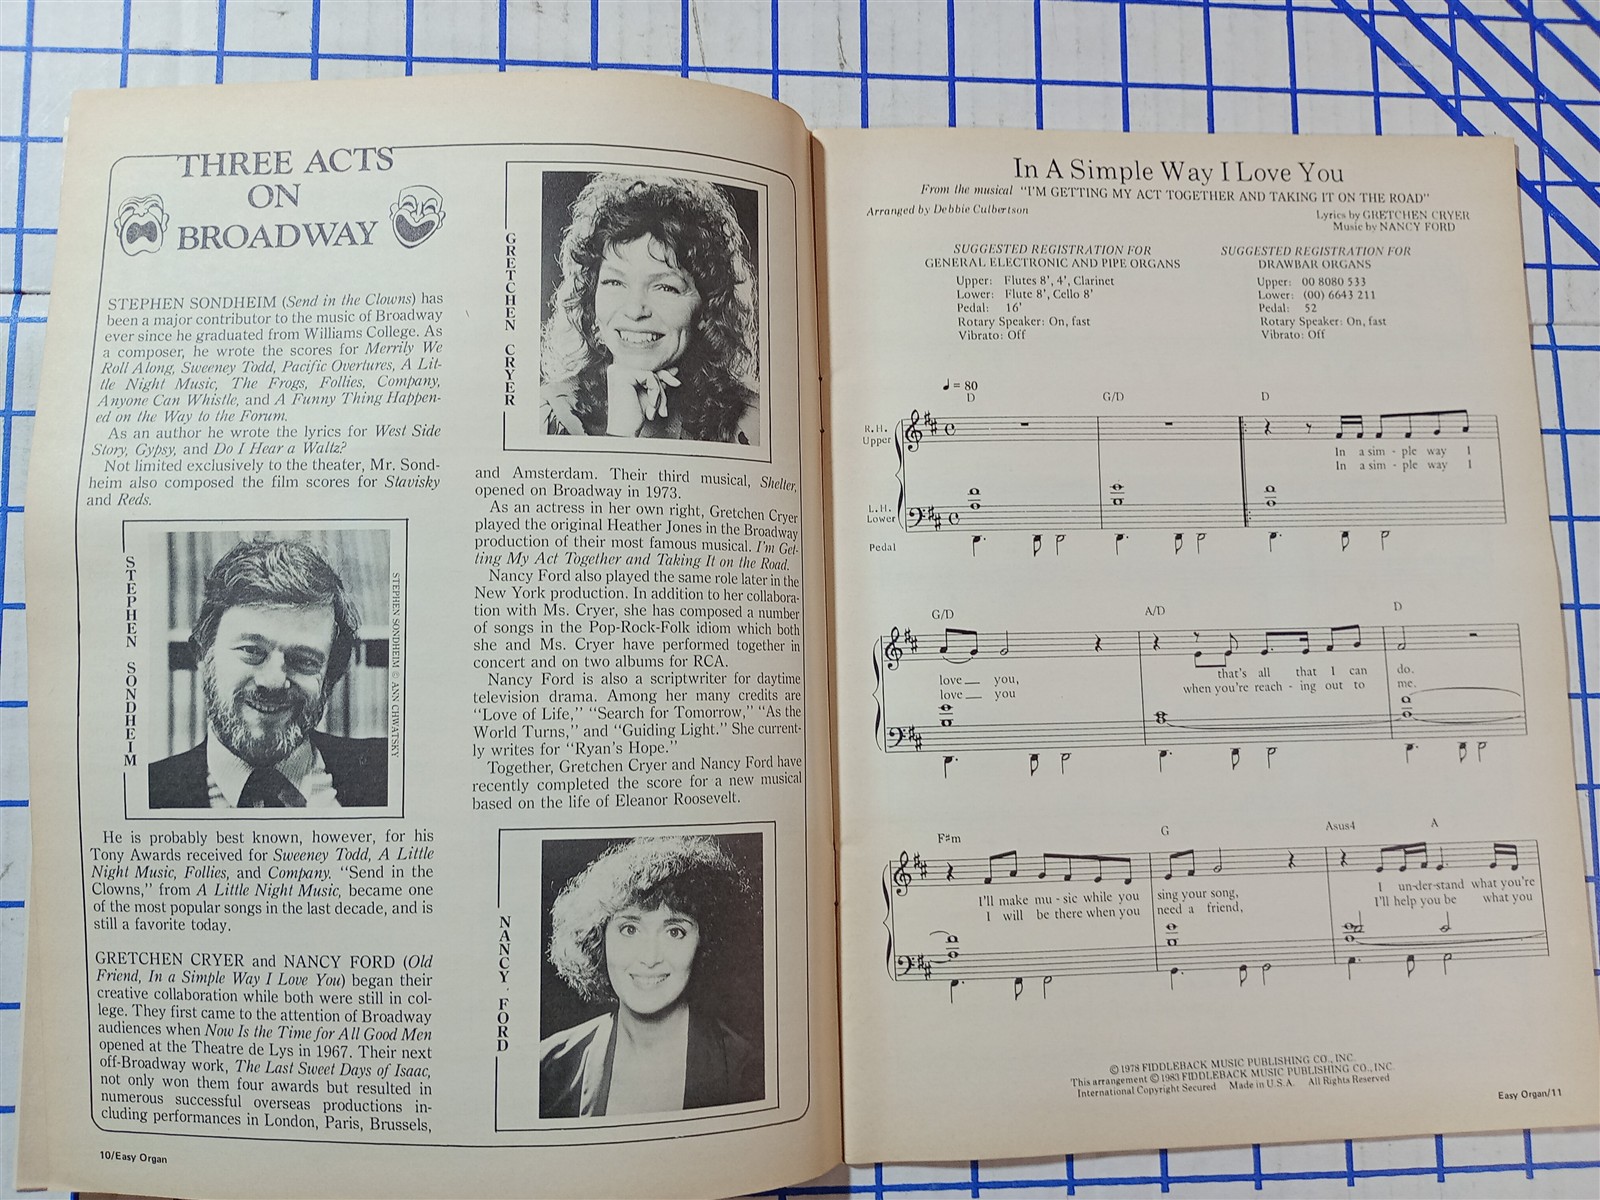 THREE ACTS
ON
BROADWAY
STEPHEN SONDHEIM (Send in the Clowns) has
been a major contributor to the music of Broadway
ever since he graduated from Williams College. As
a composer, he wrote the scores for Merrily We
Roll Along, Sweeney Todd, Pacific Overtures, A Lit-
tle Night Music, The Frogs, Follies, Company,
Anyone Can Whistle, and A Funny Thing Happen-
ed on the Way to the Forum.
As an author he wrote the lyrics for West Side
Story, Gypsy, and Do I Hear a Waltz?
Not limited exclusively to the theater, Mr. Sond-
heim also composed the film scores for Stavisky
and Reds.
STEPHEN SONDHEIM
STEPHEN SONDHEIM © ANN CHWATSKY
He is probably best known, however, for his
Tony Awards received for Sweeney Todd, A Little
Night Music, Follies, and Company. "Send in the
Clowns," from A Little Night Music, became one
of the most popular songs in the last decade, and is
still a favorite today.
GRETCHEN CRYER and NANCY FORD (Old
Friend, In a Simple Way I Love You) began their
creative collaboration while both were still in col-
lege. They first came to the attention of Broadway
audiences when Now Is the Time for All Good Men
opened at the Theatre de Lys in 1967. Their next
off-Broadway work, The Last Sweet Days of Isaac,
not only won them four awards but resulted in
numerous successful overseas productions in-
cluding performances in London, Paris, Brussels,
10/Easy Organ
GRETCHEN CRYER
and Amsterdam. Their third musical, Shelter,
opened on Broadway in 1973.
As an actress in her own right, Gretchen Cryer
played the original Heather Jones in the Broadway
production of their most famous musical. I'm Get-
ting My Act Together and Taking It on the Road.
Nancy Ford also played the same role later in the
New York production. In addition to her collabora-
tion with Ms. Cryer, she has composed a number
of songs in the Pop-Rock-Folk idiom which both
she and Ms. Cryer have performed together in
concert and on two albums for RCA.
Nancy Ford is also a scriptwriter for daytime
television drama. Among her many credits are
"Love of Life," "Search for Tomorrow," "As the
World Turns," and "Guiding Light." She current-
ly writes for "Ryan's Hope."
Together, Gretchen Cryer and Nancy Ford have
recently completed the score for a new musical
based on the life of Eleanor Roosevelt.
NANCY FORD
In A Simple Way I Love You
From the musical "I'M GETTING MY ACT TOGETHER AND TAKING IT ON THE ROAD"
Arranged by Debbie Culbertson
Lyrics by GRETCHEN CRYER
Music by NANCY FORD
SUGGESTED REGISTRATION FOR
GENERAL ELECTRONIC AND PIPE ORGANS
Upper: Flutes 8', 4', Clarinet
Lower: Flute 8', Cello 8'
Pedal: 16'
Rotary Speaker: On, fast
Vibrato: Off
SUGGESTED REGISTRATION FOR
DRAWBAR ORGANS
Upper: 00 8080 533
Lower: (00) 6643 211
Pedal: 52
Rotary Speaker: On, fast
Vibrato: Off
♩ = 80
D G/D D
R.H.
Upper
In a sim - ple way I
In a sim - ple way I
L.H.
Lower
Pedal
G/D A/D D
love__ you, that's all that I can do.
love__ you when you're reach - ing out to me.
F♯m G Asus4 A
I'll make mu - sic while you sing your song, I un-der-stand what you're
I will be there when you need a friend, I'll help you be what you
©1978 FIDDLEBACK MUSIC PUBLISHING CO., INC.
This arrangement ©1983 FIDDLEBACK MUSIC PUBLISHING CO., INC.
International Copyright Secured Made in U.S.A. All Rights Reserved
Easy Organ/11